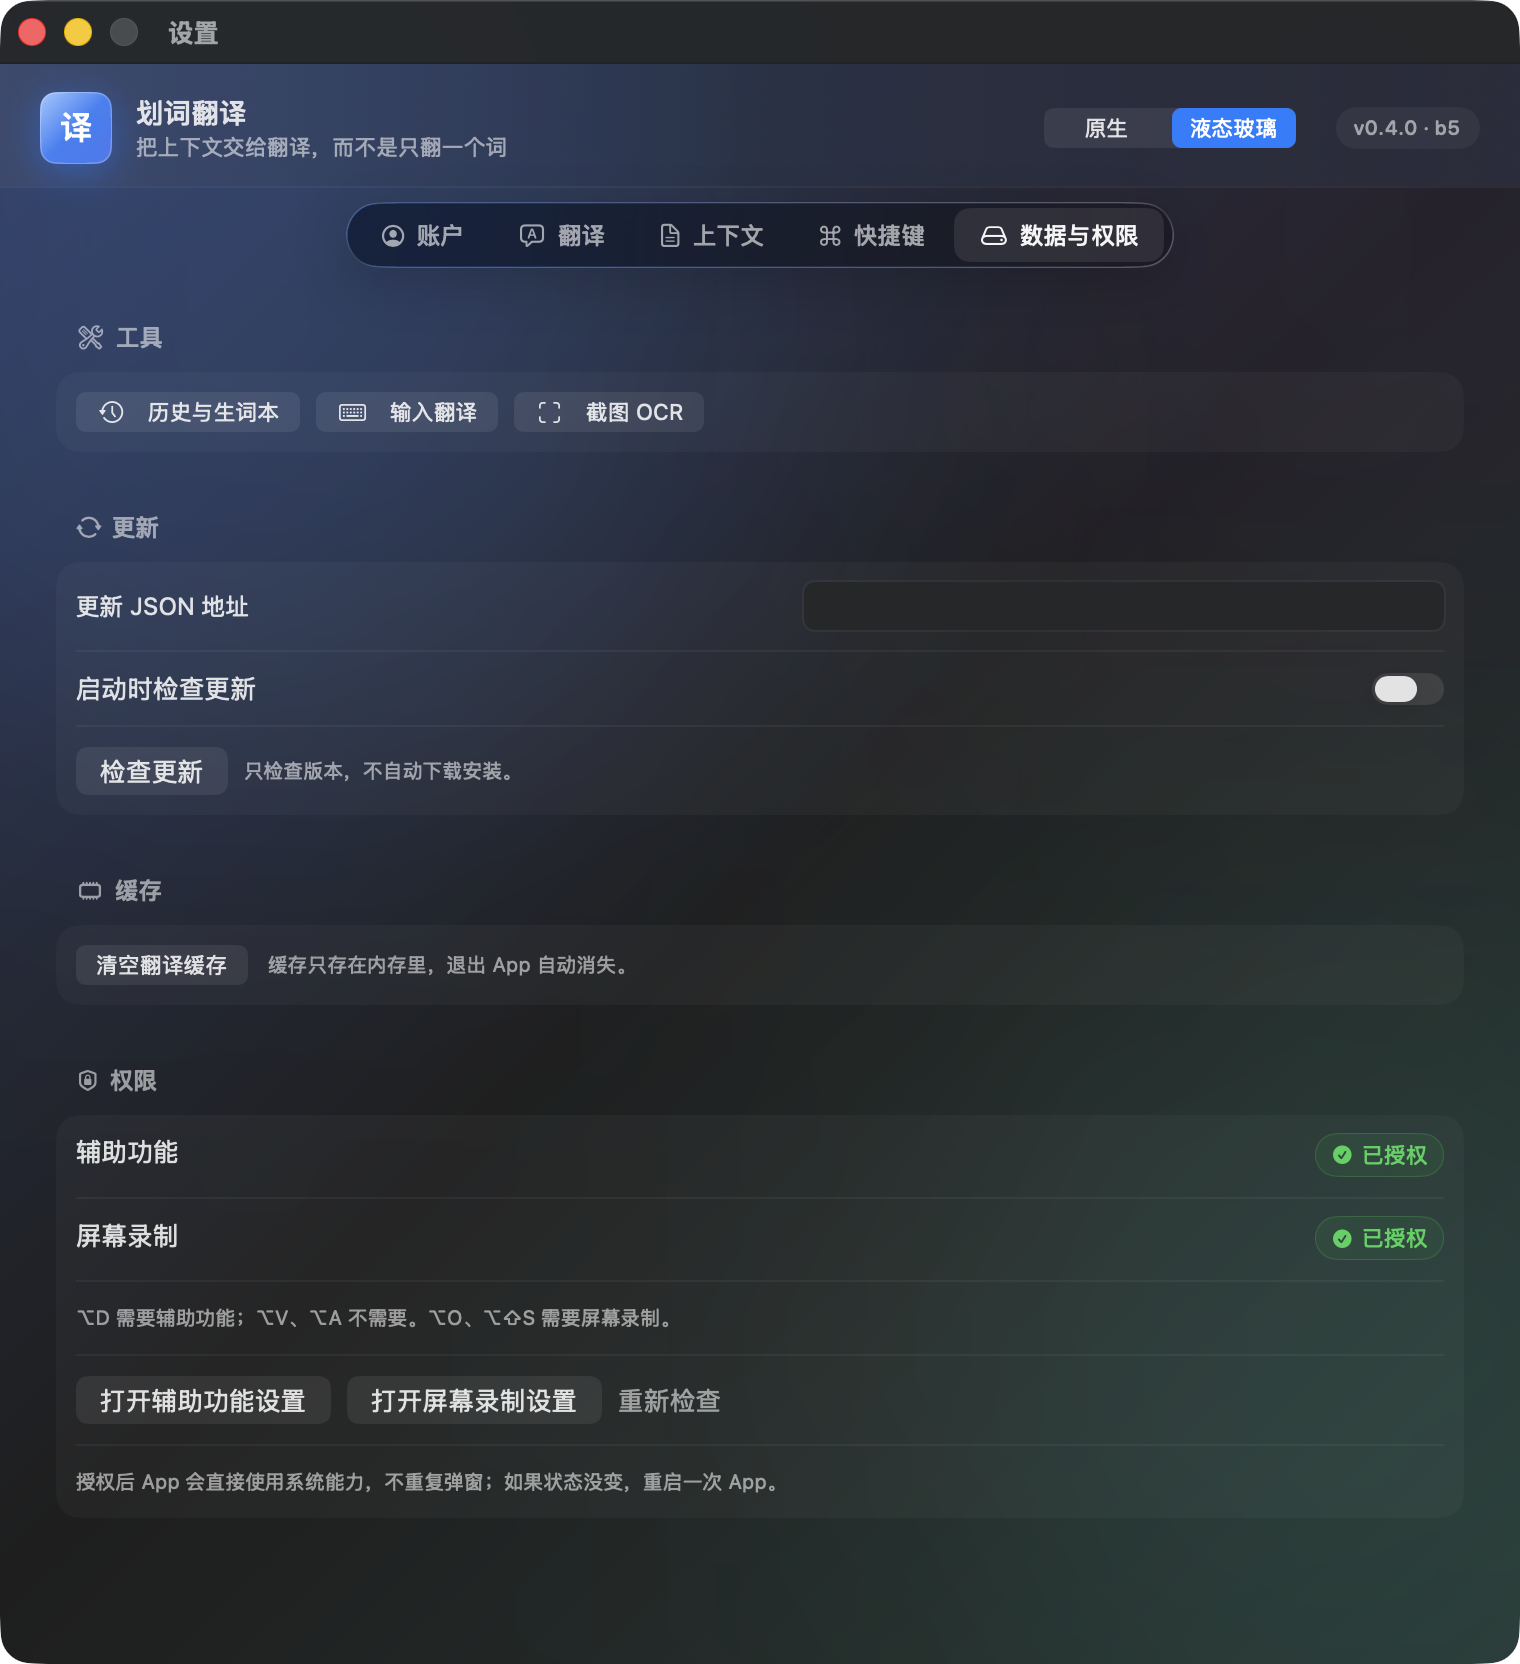 设置
译
划词翻译
把上下文交给翻译，而不是只翻一个词
原生 液态玻璃 v0.4.0 · b5
账户 翻译 上下文 快捷键 数据与权限
工具
历史与生词本 输入翻译 截图 OCR
更新
更新 JSON 地址
启动时检查更新
检查更新 只检查版本，不自动下载安装。
缓存
清空翻译缓存 缓存只存在内存里，退出 App 自动消失。
权限
辅助功能 已授权
屏幕录制 已授权
⌥D 需要辅助功能；⌥V、⌥A 不需要。⌥O、⌥⇧S 需要屏幕录制。
打开辅助功能设置 打开屏幕录制设置 重新检查
授权后 App 会直接使用系统能力，不重复弹窗；如果状态没变，重启一次 App。